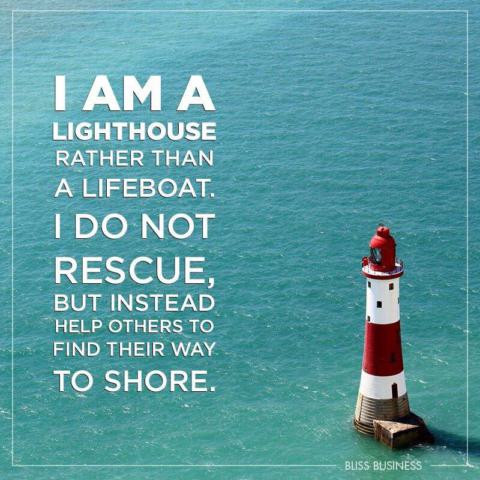 I AM A
LIGHTHOUSE
RATHER THAN
A LIFEBOAT.
I DO NOT
RESCUE,
BUT INSTEAD
HELP OTHERS TO
FIND THEIR WAY
TO SHORE.
BLISS BUSINESS